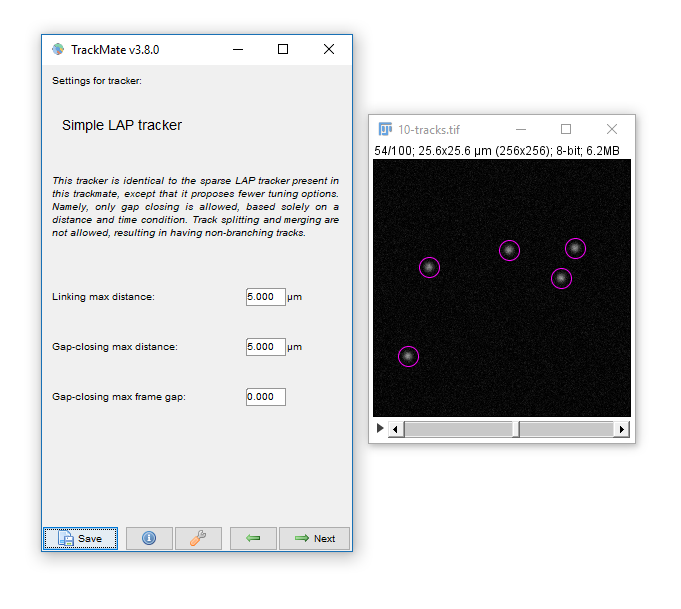 TrackMate v3.8.0
Settings for tracker:
Simple LAP tracker
This tracker is identical to the sparse LAP tracker present in
this trackmate, except that it proposes fewer tuning options.
Namely, only gap closing is allowed, based solely on a
distance and time condition. Track splitting and merging are
not allowed, resulting in having non-branching tracks.
Linking max distance: 5.000 µm
Gap-closing max distance: 5.000 µm
Gap-closing max frame gap: 0.000
Save
Next
10-tracks.tif
54/100; 25.6x25.6 µm (256x256); 8-bit; 6.2MB